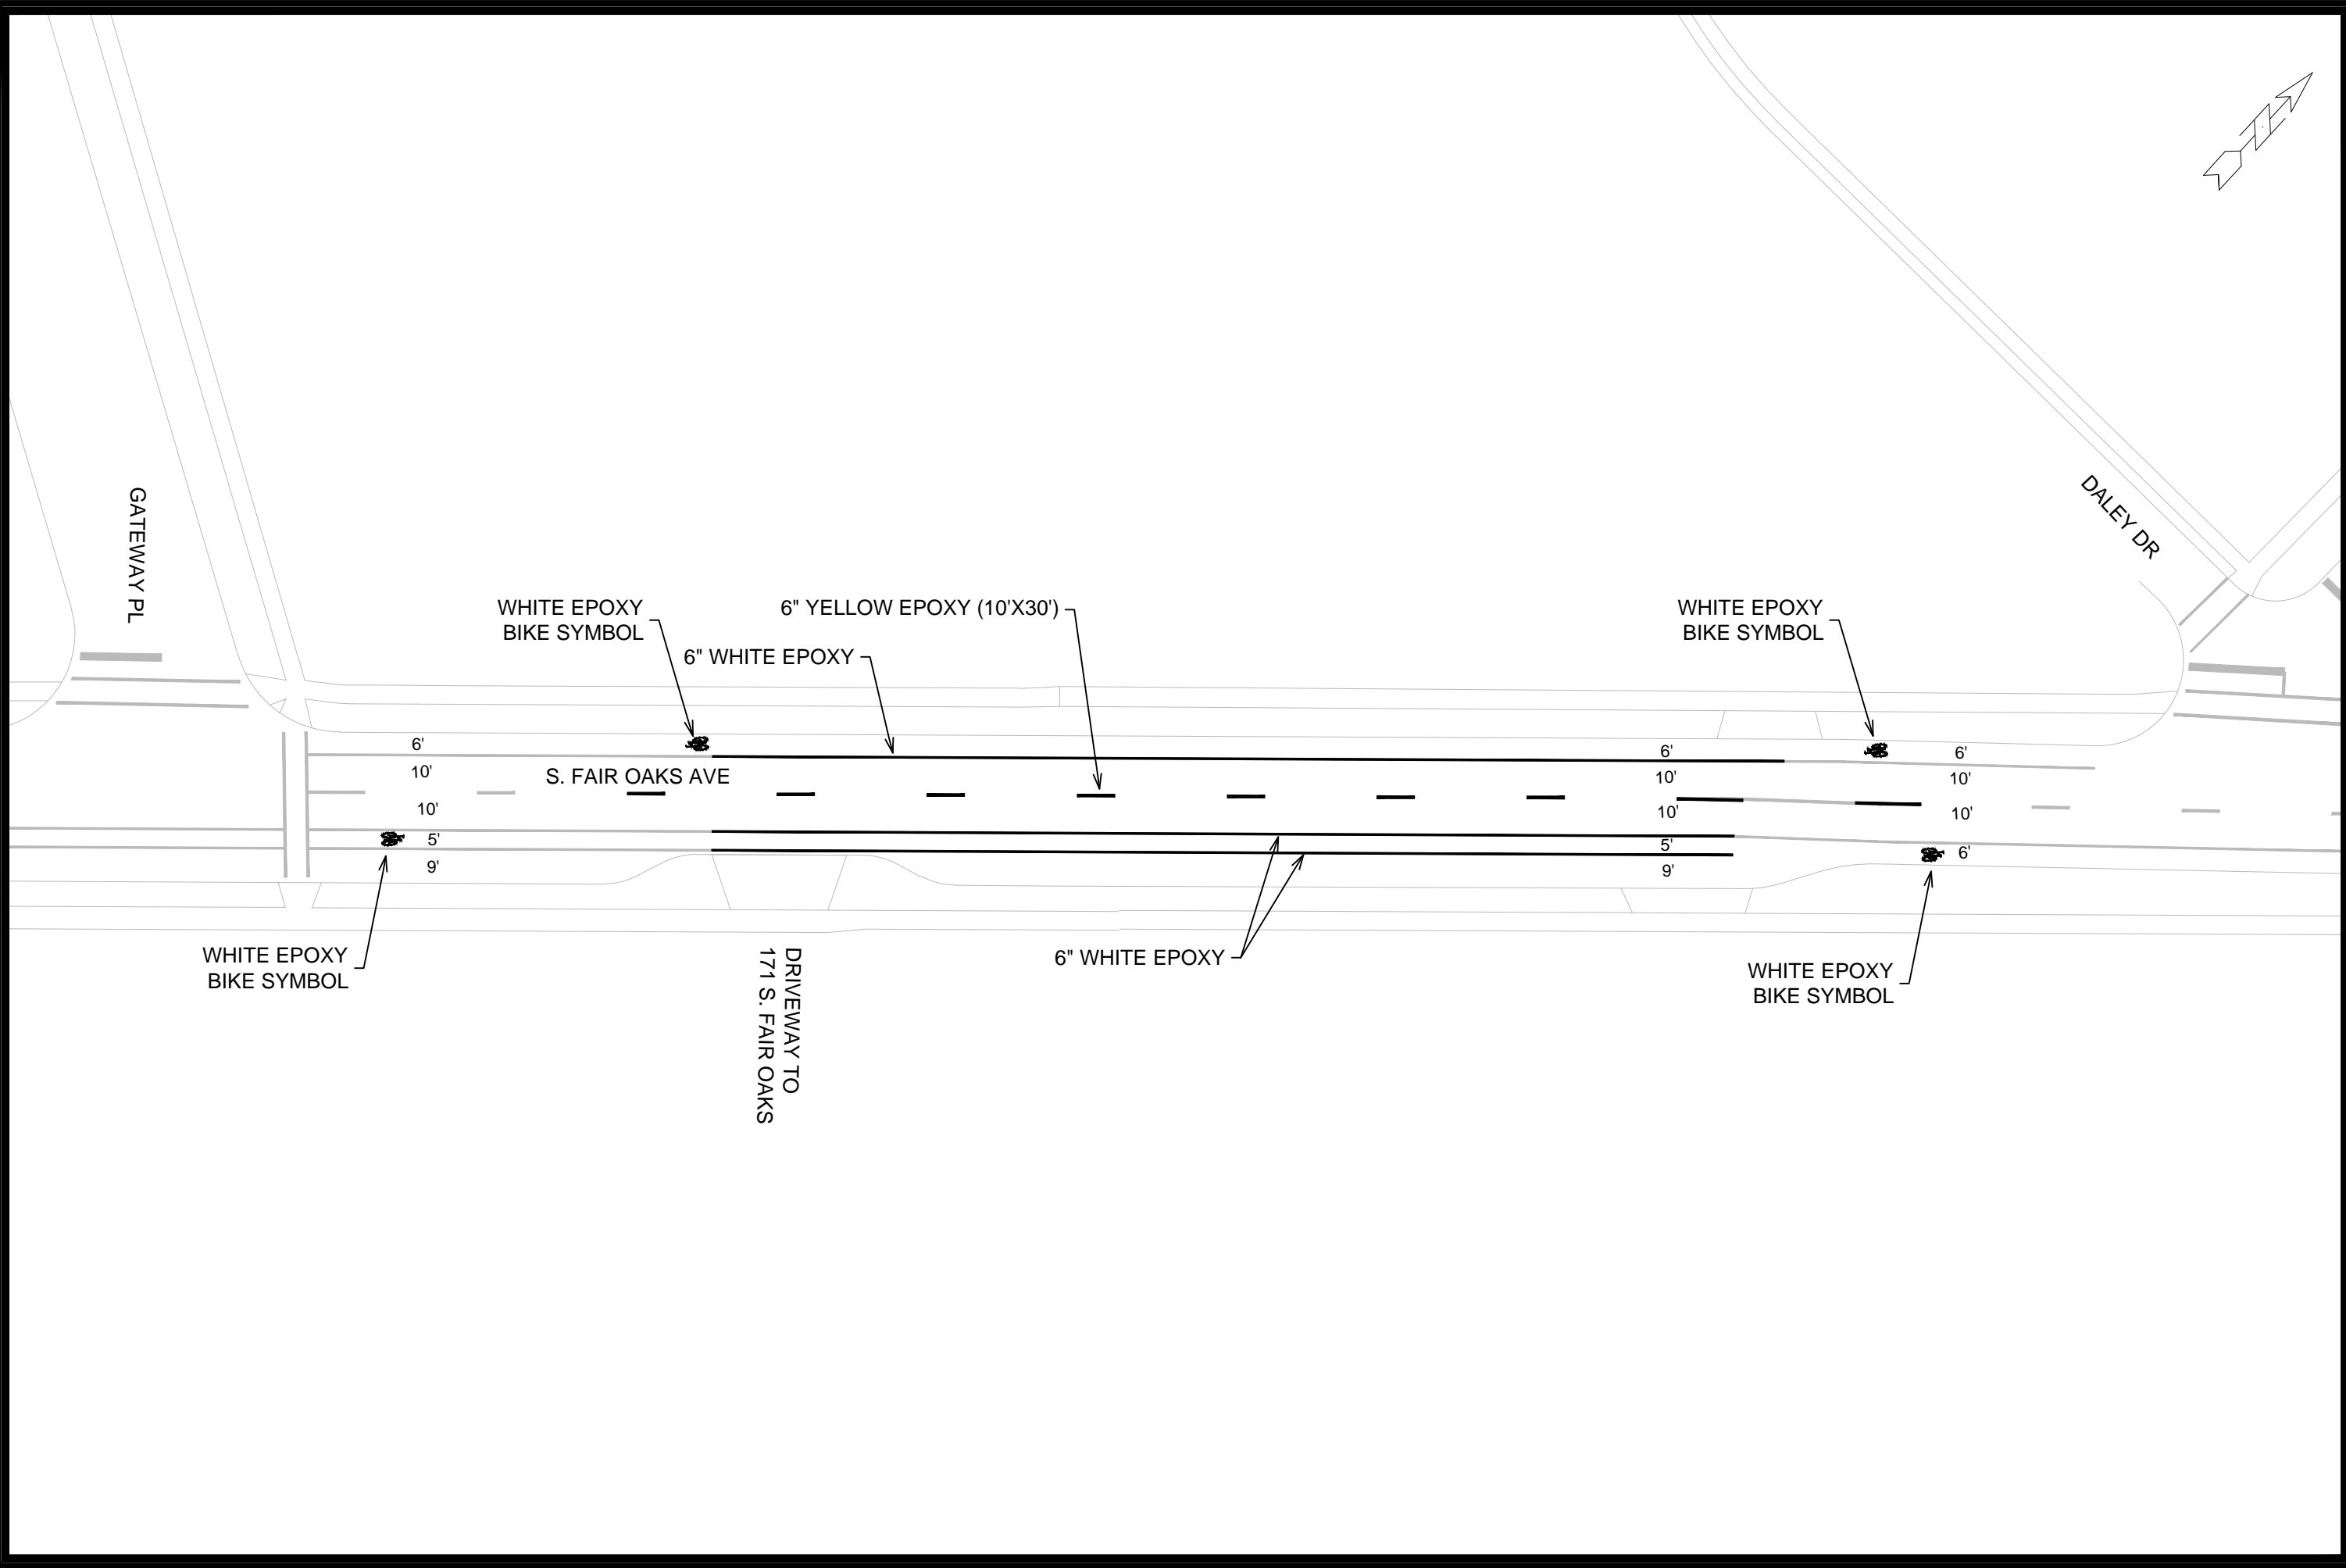 GATEWAY PL
DALEY DR
WHITE EPOXY
BIKE SYMBOL
6" YELLOW EPOXY (10'X30')
6" WHITE EPOXY
WHITE EPOXY
BIKE SYMBOL
6'
10'
S. FAIR OAKS AVE
10'
5'
9'
6'
10'
10'
5'
9'
6'
10'
10'
6'
WHITE EPOXY
BIKE SYMBOL
DRIVEWAY TO
171 S. FAIR OAKS
6" WHITE EPOXY
WHITE EPOXY
BIKE SYMBOL